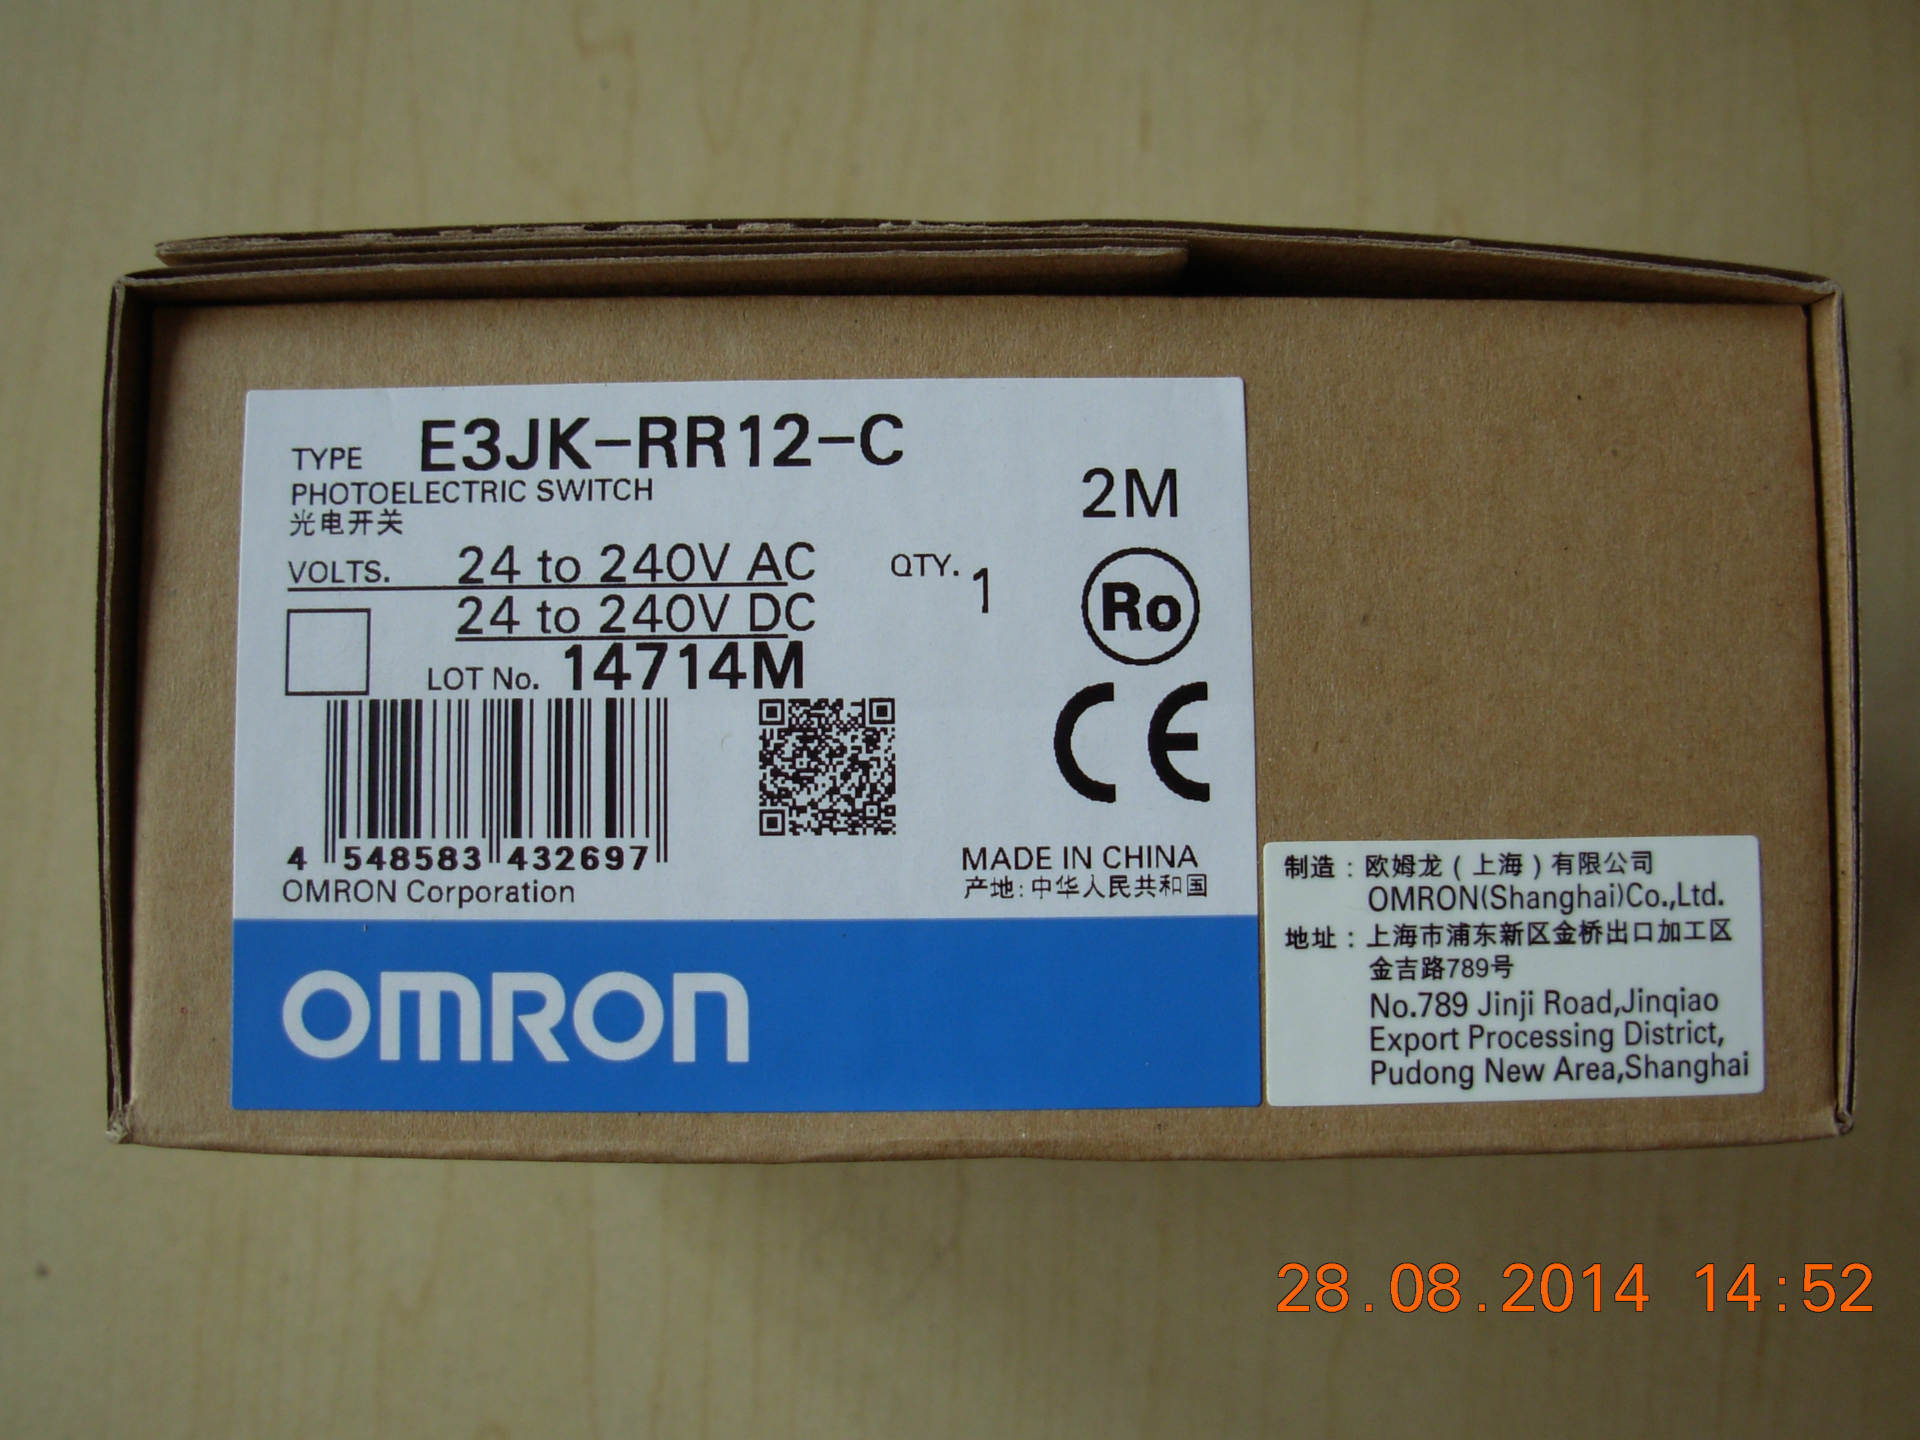 TYPE E3JK-RR12-C
PHOTOELECTRIC SWITCH
光电开关
2M
VOLTS. 24 to 240V AC
24 to 240V DC
QTY. 1
Ro
LOT No. 14714M
CE
4 548583 432697
OMRON Corporation
MADE IN CHINA
产地:中华人民共和国
OMRON
制造：欧姆龙（上海）有限公司
OMRON(Shanghai)Co.,Ltd.
地址：上海市浦东新区金桥出口加工区
金吉路789号
No.789 Jinji Road,Jinqiao
Export Processing District,
Pudong New Area,Shanghai
28.08.2014 14:52